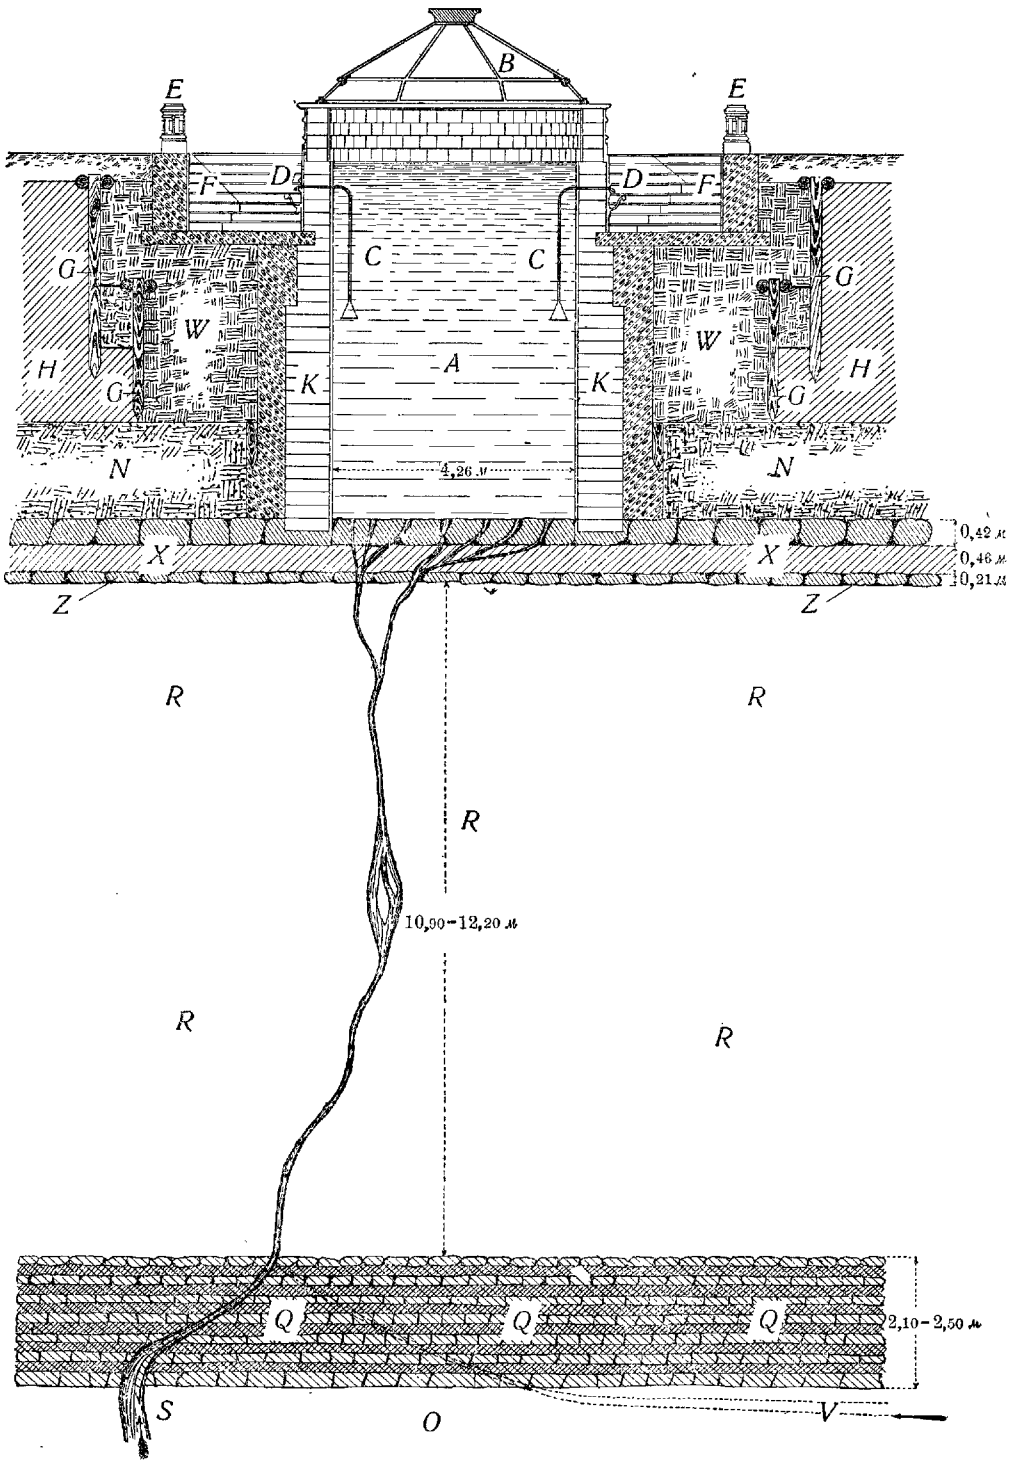 B
E E
F D D F
C C
G G
W W
A
H K K H
G G
4,26 м
N N
0,42 м
X X 0,46 м
0,21 м
Z Z
R R
R
10,90-12,20 м
R R
Q Q Q 2,10-2,50 м
S O V